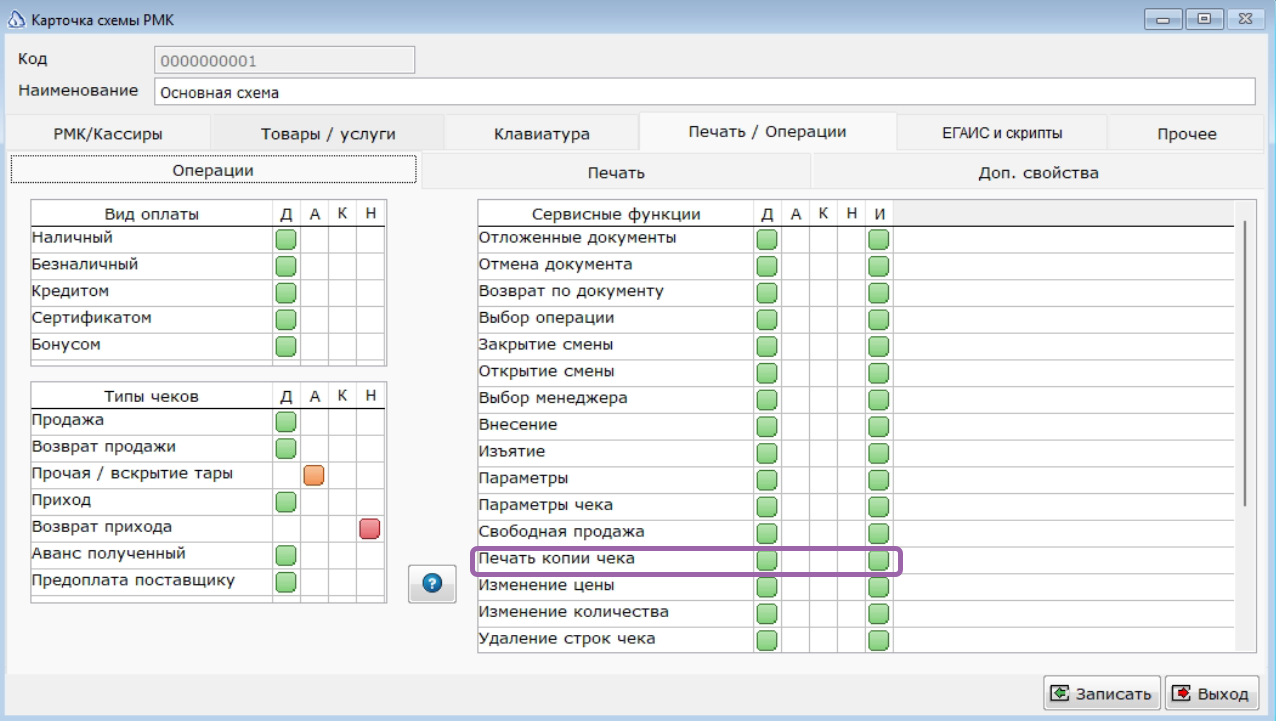 Карточка схемы РМК
Код 0000000001
Наименование Основная схема
РМК/Кассиры Товары / услуги Клавиатура Печать / Операции ЕГАИС и скрипты Прочее
Операции Печать Доп. свойства
Вид оплаты Д А К Н
Наличный
Безналичный
Кредитом
Сертификатом
Бонусом
Типы чеков Д А К Н
Продажа
Возврат продажи
Прочая / вскрытие тары
Приход
Возврат прихода
Аванс полученный
Предоплата поставщику
?
Сервисные функции Д А К Н И
Отложенные документы
Отмена документа
Возврат по документу
Выбор операции
Закрытие смены
Открытие смены
Выбор менеджера
Внесение
Изъятие
Параметры
Параметры чека
Свободная продажа
Печать копии чека
Изменение цены
Изменение количества
Удаление строк чека
Записать Выход